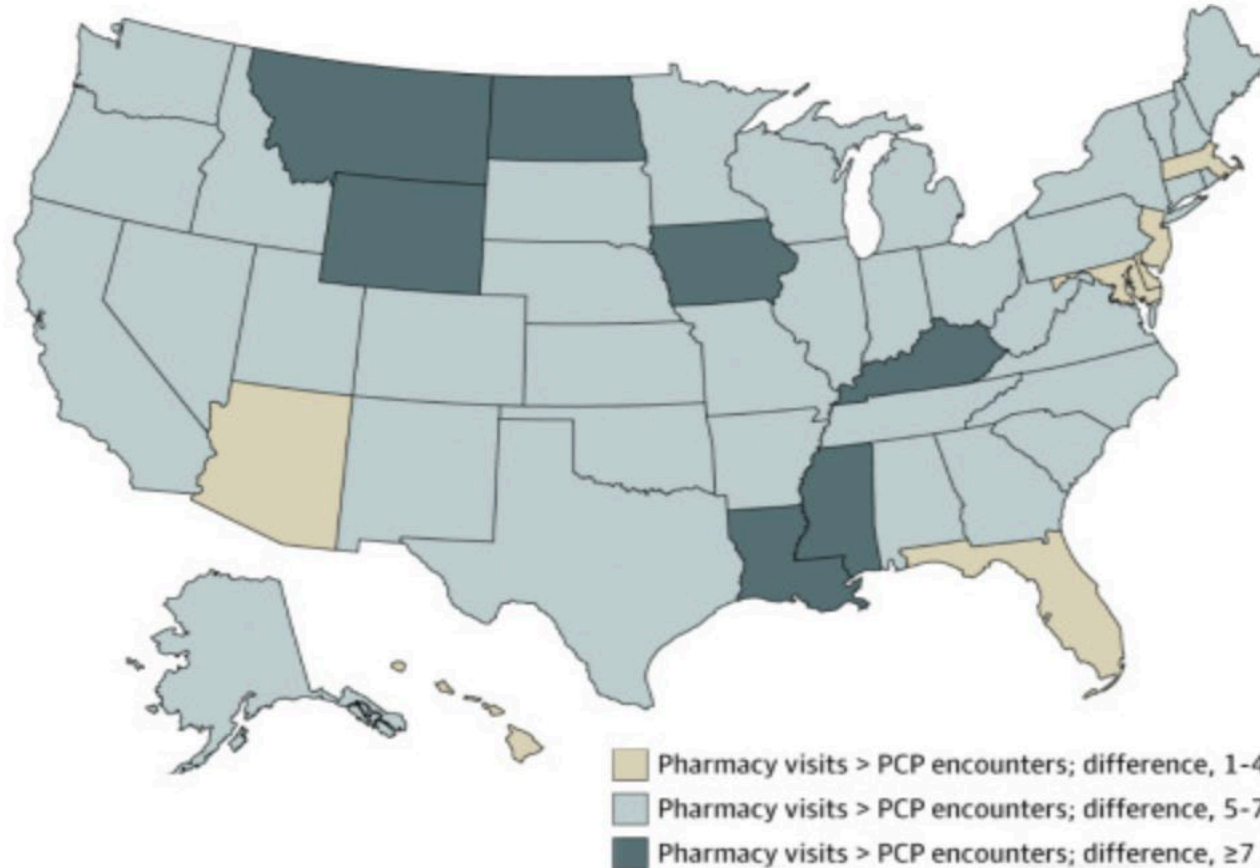 Pharmacy visits > PCP encounters; difference, 1-4
Pharmacy visits > PCP encounters; difference, 5-7
Pharmacy visits > PCP encounters; difference, ≥7